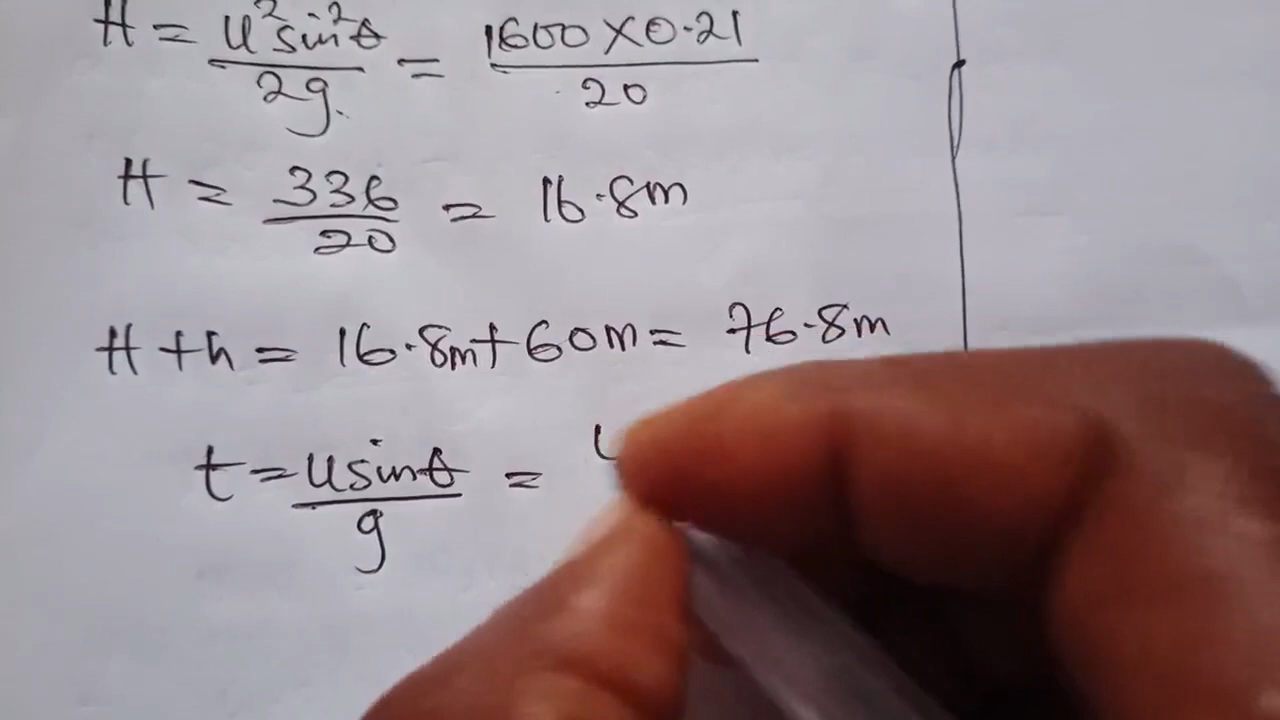 H = u²sin²θ / 2g = 1600 × 0.21 / 20
H = 336 / 20 = 16.8m
H + h = 16.8m + 60m = 76.8m
t = usinθ / g =